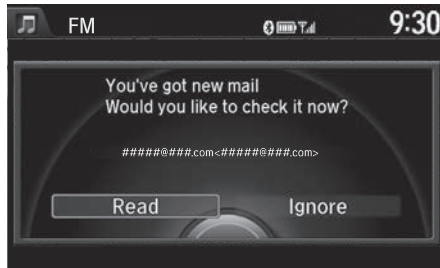 FM
9:30
You've got new mail
Would you like to check it now?
#####@###.com<#####@###.com>
Read
Ignore